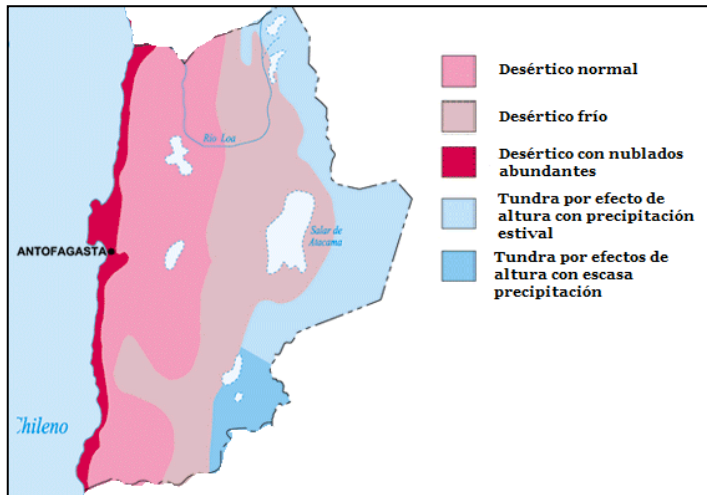 Río Loa
Salar de
Atacama
ANTOFAGASTA
Chileno
Desértico normal
Desértico frío
Desértico con nublados
abundantes
Tundra por efecto de
altura con precipitación
estival
Tundra por efectos de
altura con escasa
precipitación